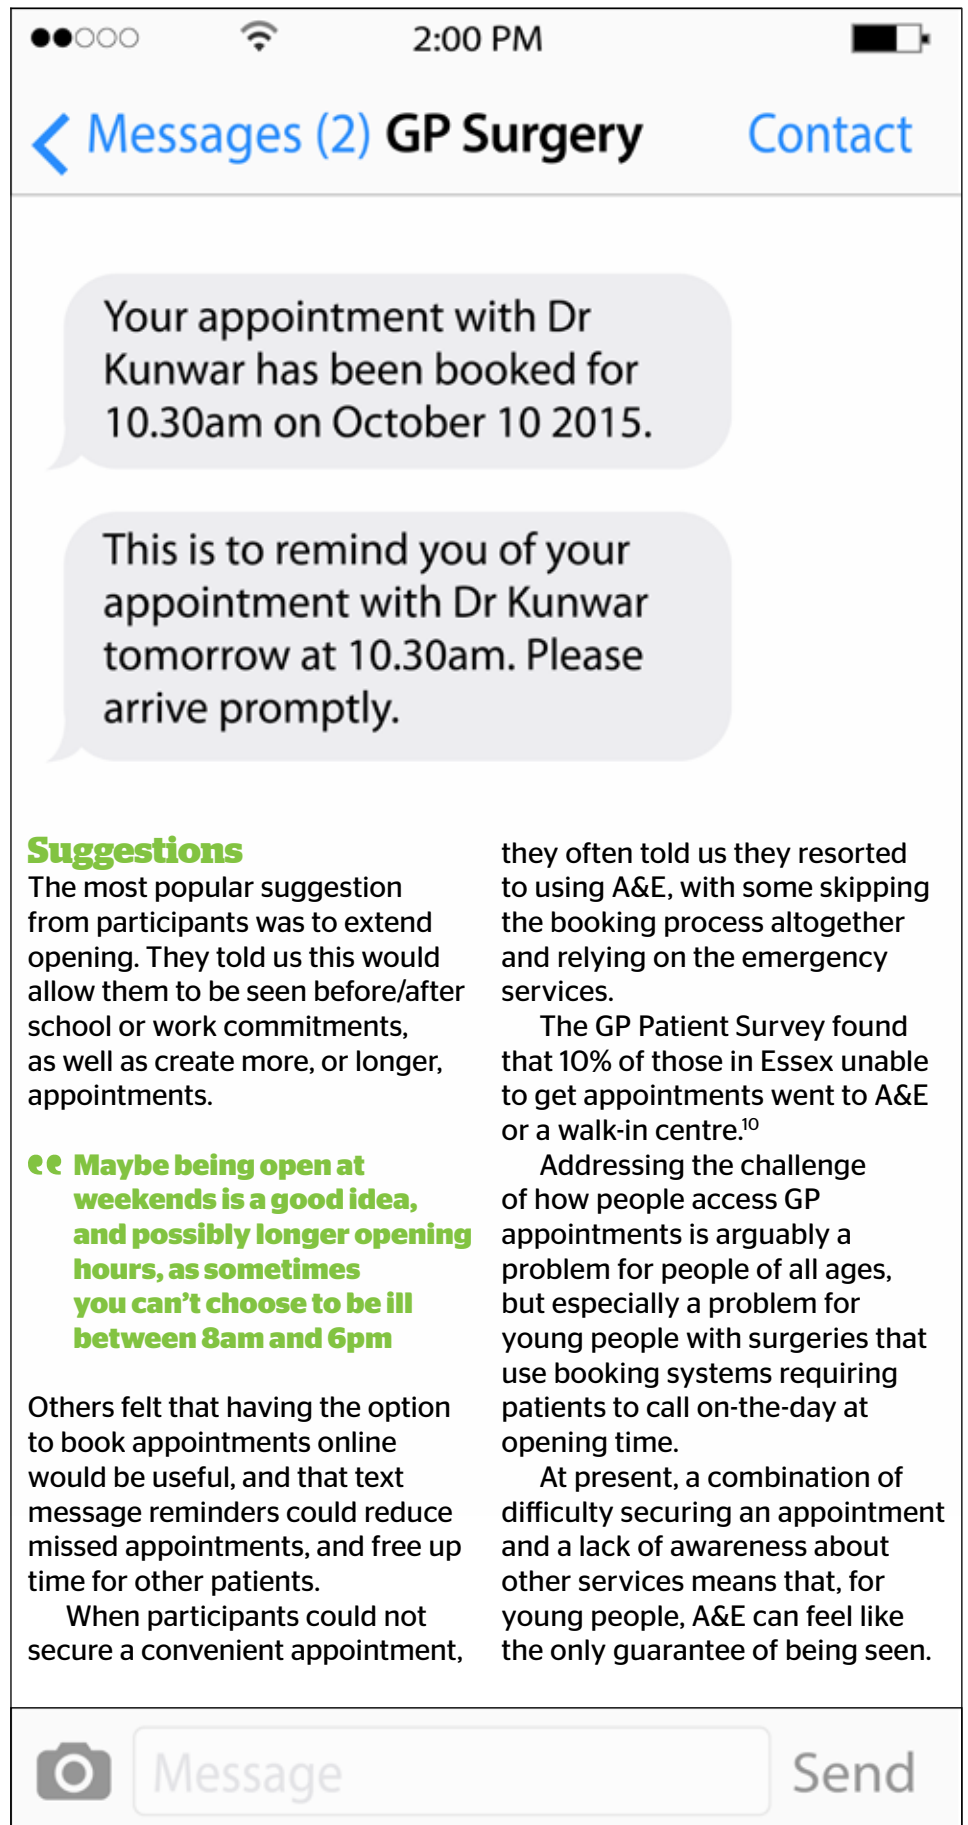 2:00 PM
Messages (2) GP Surgery Contact
Your appointment with Dr
Kunwar has been booked for
10.30am on October 10 2015.
This is to remind you of your
appointment with Dr Kunwar
tomorrow at 10.30am. Please
arrive promptly.
Suggestions
The most popular suggestion
from participants was to extend
opening. They told us this would
allow them to be seen before/after
school or work commitments,
as well as create more, or longer,
appointments.
“ Maybe being open at
weekends is a good idea,
and possibly longer opening
hours, as sometimes
you can’t choose to be ill
between 8am and 6pm
Others felt that having the option
to book appointments online
would be useful, and that text
message reminders could reduce
missed appointments, and free up
time for other patients.
When participants could not
secure a convenient appointment,
they often told us they resorted
to using A&E, with some skipping
the booking process altogether
and relying on the emergency
services.
The GP Patient Survey found
that 10% of those in Essex unable
to get appointments went to A&E
or a walk-in centre.¹⁰
Addressing the challenge
of how people access GP
appointments is arguably a
problem for people of all ages,
but especially a problem for
young people with surgeries that
use booking systems requiring
patients to call on-the-day at
opening time.
At present, a combination of
difficulty securing an appointment
and a lack of awareness about
other services means that, for
young people, A&E can feel like
the only guarantee of being seen.
Message Send